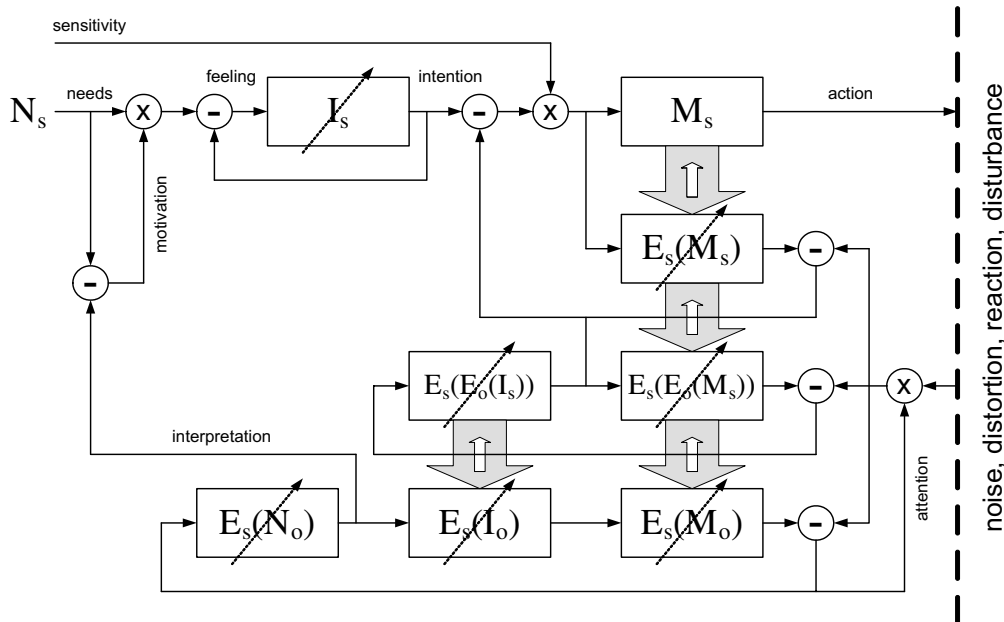 sensitivity
N_s needs
X
-
feeling
I_s
intention
-
X
M_s
action
motivation
-
E_s(M_s)
-
E_s(E_o(I_s))
E_s(E_o(M_s))
-
X
interpretation
attention
E_s(N_o)
E_s(I_o)
E_s(M_o)
-
noise, distortion, reaction, disturbance